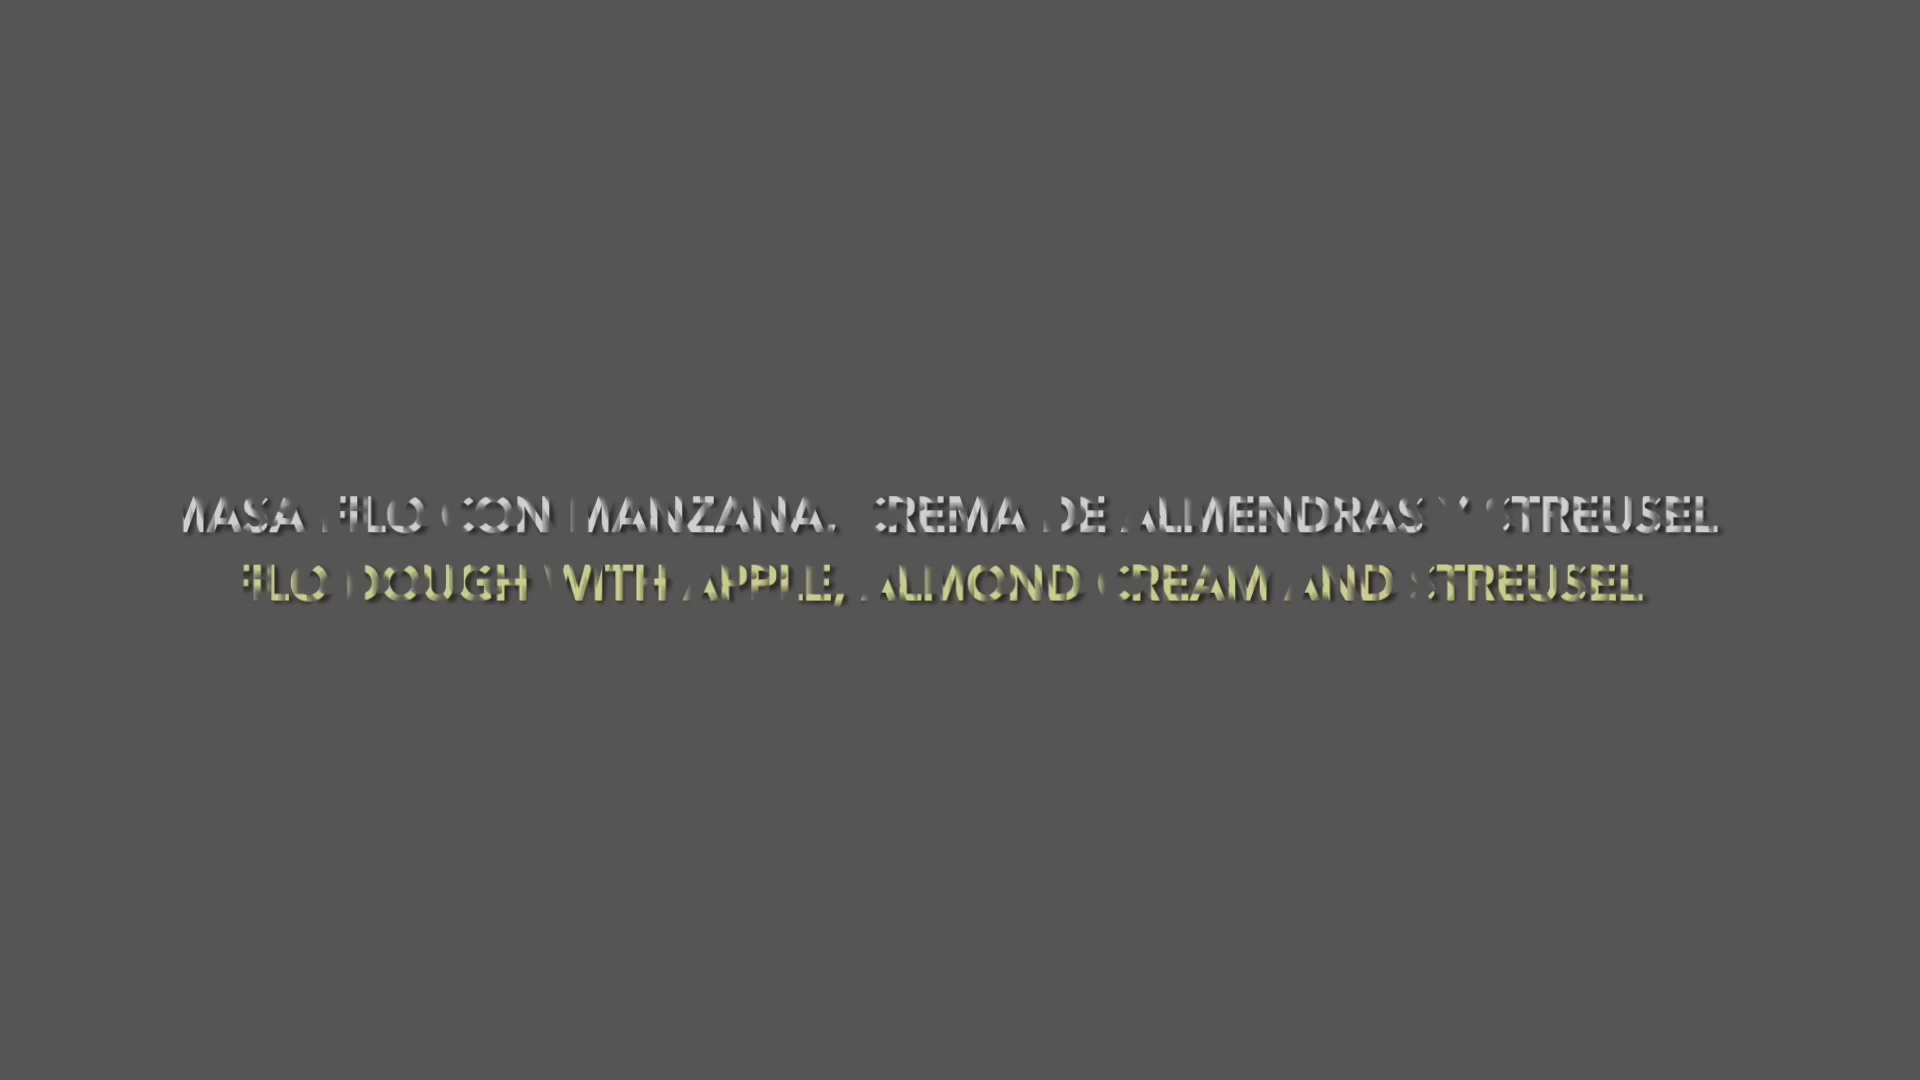 MASA FILO CON MANZANA. CREMA DE ALMENDRAS Y STREUSEL
FILO DOUGH WITH APPLE, ALMOND CREAM AND STREUSEL